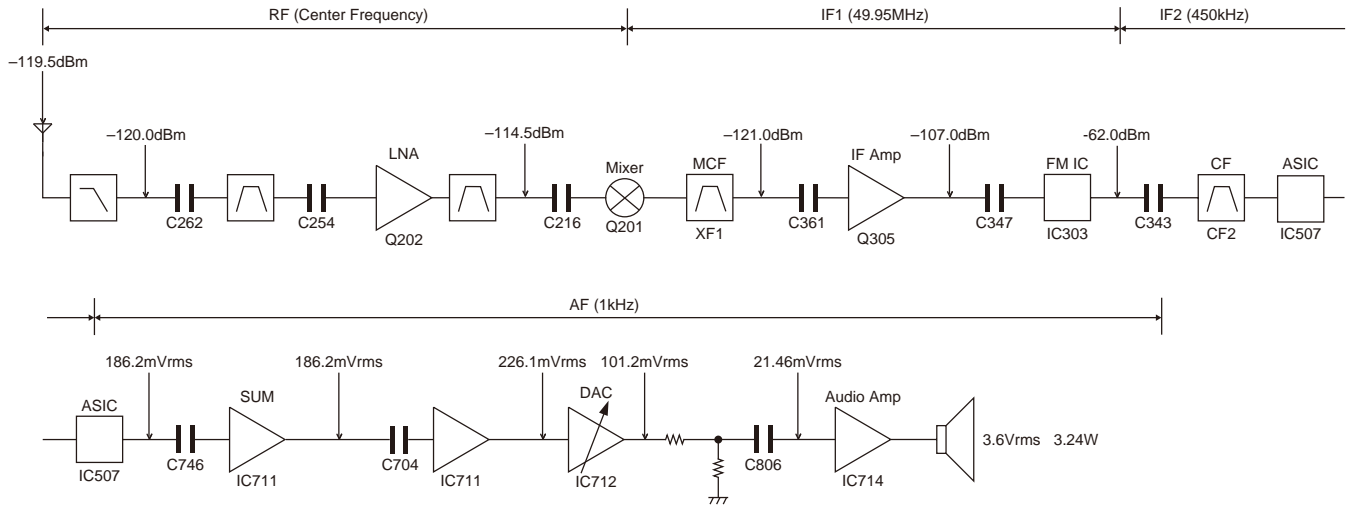 RF (Center Frequency)
IF1 (49.95MHz)
IF2 (450kHz)
–119.5dBm
–120.0dBm
–114.5dBm
–121.0dBm
–107.0dBm
-62.0dBm
LNA
Mixer
MCF
IF Amp
FM IC
CF
ASIC
C262
C254
Q202
C216
Q201
XF1
C361
Q305
C347
IC303
C343
CF2
IC507
AF (1kHz)
186.2mVrms
186.2mVrms
226.1mVrms
101.2mVrms
21.46mVrms
ASIC
SUM
DAC
Audio Amp
3.6Vrms 3.24W
IC507
C746
IC711
C704
IC711
IC712
C806
IC714